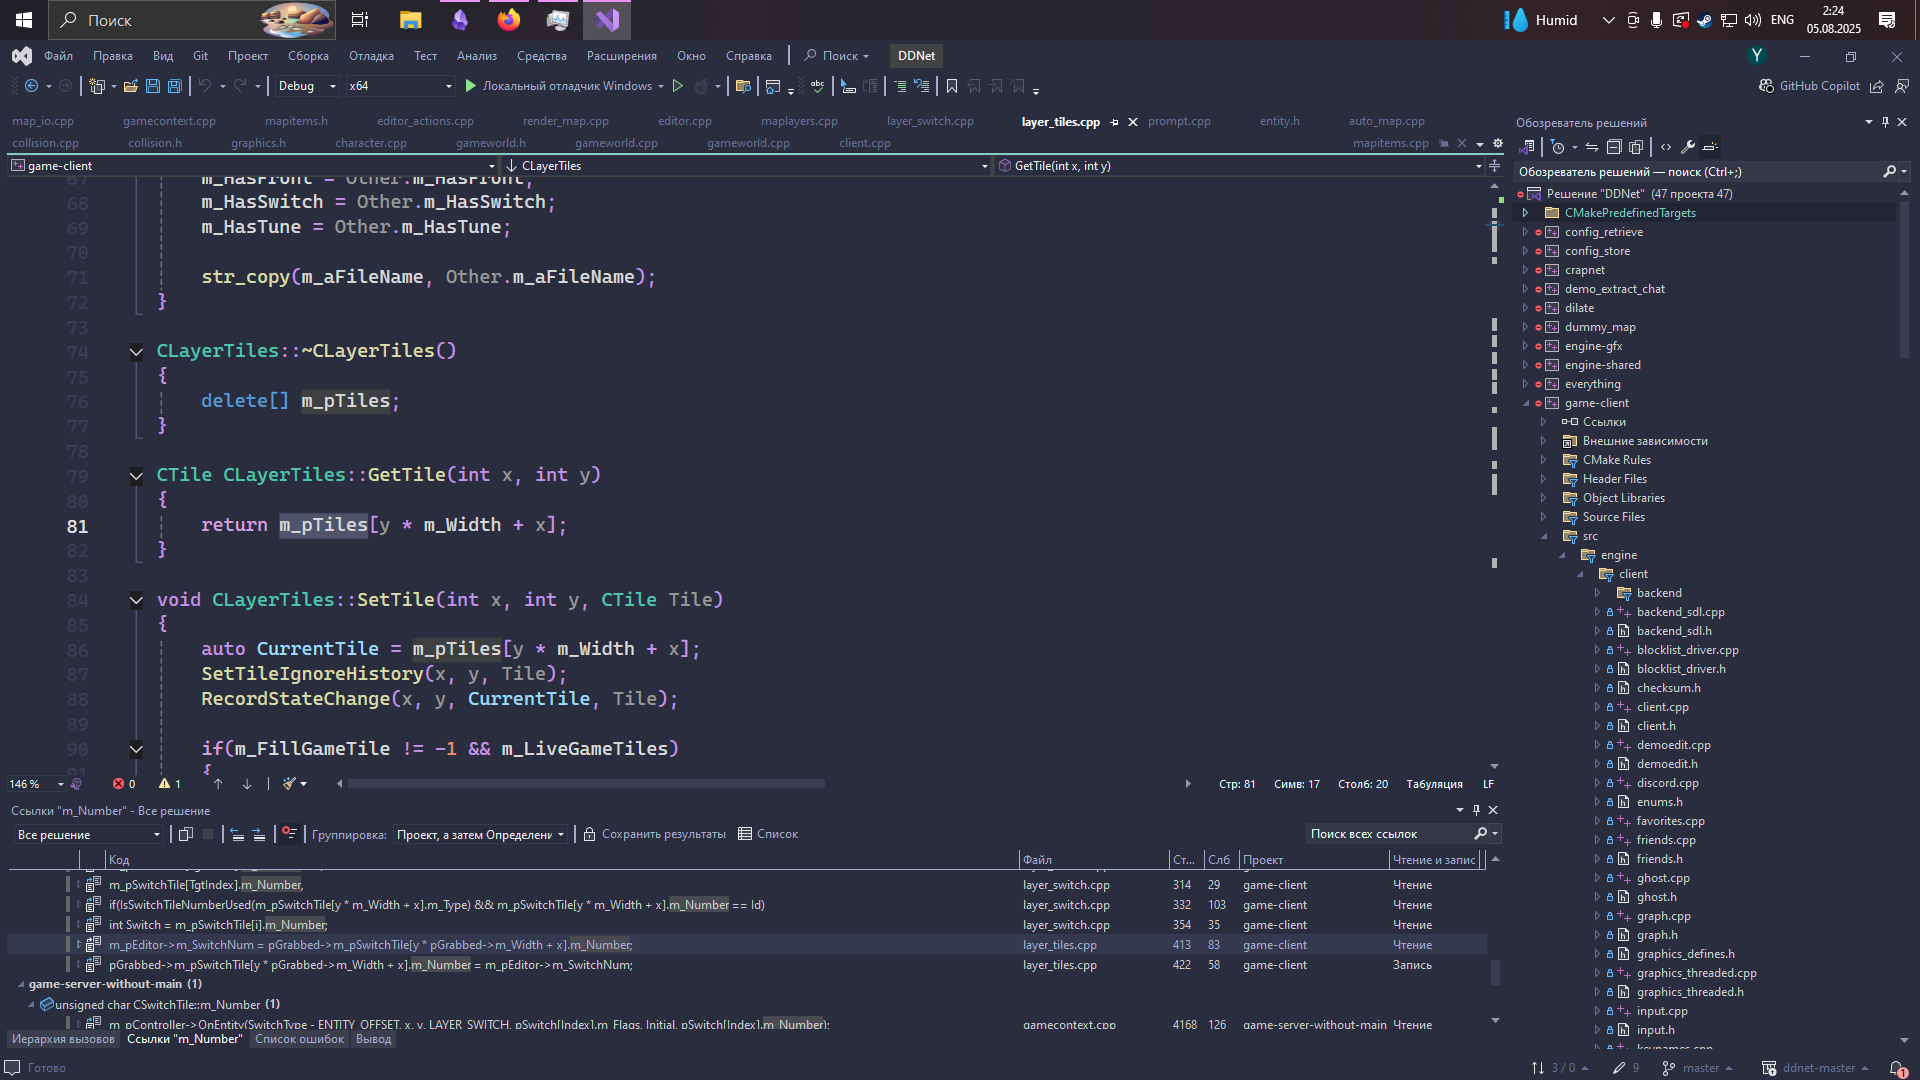 Поиск
Humid
ENG
2:24
05.08.2025
Файл Правка Вид Git Проект Сборка Отладка Тест Анализ Средства Расширения Окно Справка Поиск DDNet
Y
Debug x64 Локальный отладчик Windows GitHub Copilot
map_io.cpp gamecontext.cpp mapitems.h editor_actions.cpp render_map.cpp editor.cpp maplayers.cpp layer_switch.cpp layer_tiles.cpp prompt.cpp entity.h auto_map.cpp
collision.cpp collision.h graphics.h character.cpp gameworld.h gameworld.cpp gameworld.cpp client.cpp mapitems.cpp
game-client CLayerTiles GetTile(int x, int y)
67 m_HasFront = Other.m_HasFront;
68 m_HasSwitch = Other.m_HasSwitch;
69 m_HasTune = Other.m_HasTune;
70
71 str_copy(m_aFileName, Other.m_aFileName);
72 }
73
74 CLayerTiles::~CLayerTiles()
75 {
76 delete[] m_pTiles;
77 }
78
79 CTile CLayerTiles::GetTile(int x, int y)
80 {
81 return m_pTiles[y * m_Width + x];
82 }
83
84 void CLayerTiles::SetTile(int x, int y, CTile Tile)
85 {
86 auto CurrentTile = m_pTiles[y * m_Width + x];
87 SetTileIgnoreHistory(x, y, Tile);
88 RecordStateChange(x, y, CurrentTile, Tile);
89
90 if(m_FillGameTile != -1 && m_LiveGameTiles)
91 {
146 % 0 1 Стр: 81 Симв: 17 Столб: 20 Табуляция LF
Ссылки "m_Number" - Все решение
Все решение Группировка: Проект, а затем Определени Сохранить результаты Список Поиск всех ссылок
Код Файл Ст... Слб Проект Чтение и запис
m_pSwitchTile[TgtIndex].m_Number, layer_switch.cpp 314 29 game-client Чтение
if(IsSwitchTileNumberUsed(m_pSwitchTile[y * m_Width + x].m_Type) && m_pSwitchTile[y * m_Width + x].m_Number == Id) layer_switch.cpp 332 103 game-client Чтение
int Switch = m_pSwitchTile[i].m_Number; layer_switch.cpp 354 35 game-client Чтение
m_pEditor->m_SwitchNum = pGrabbed->m_pSwitchTile[y * pGrabbed->m_Width + x].m_Number; layer_tiles.cpp 413 83 game-client Чтение
pGrabbed->m_pSwitchTile[y * pGrabbed->m_Width + x].m_Number = m_pEditor->m_SwitchNum; layer_tiles.cpp 422 58 game-client Запись
game-server-without-main (1)
unsigned char CSwitchTile::m_Number (1)
m_pController->OnEntity(SwitchType - ENTITY_OFFSET, x, y, LAYER_SWITCH, pSwitch[Index].m_Flags, Initial, pSwitch[Index].m_Number); gamecontext.cpp 4168 126 game-server-without-main Чтение
Иерархия вызовов Ссылки "m_Number" Список ошибок Вывод
Готово 3 / 0 9 master ddnet-master 1
Обозреватель решений
Обозреватель решений — поиск (Ctrl+;)
Решение "DDNet" (47 проекта 47)
CMakePredefinedTargets
config_retrieve
config_store
crapnet
demo_extract_chat
dilate
dummy_map
engine-gfx
engine-shared
everything
game-client
Ссылки
Внешние зависимости
CMake Rules
Header Files
Object Libraries
Source Files
src
engine
client
backend
backend_sdl.cpp
backend_sdl.h
blocklist_driver.cpp
blocklist_driver.h
checksum.h
client.cpp
client.h
demoedit.cpp
demoedit.h
discord.cpp
enums.h
favorites.cpp
friends.cpp
friends.h
ghost.cpp
ghost.h
graph.cpp
graph.h
graphics_defines.h
graphics_threaded.cpp
graphics_threaded.h
input.cpp
input.h
keynames.cpp